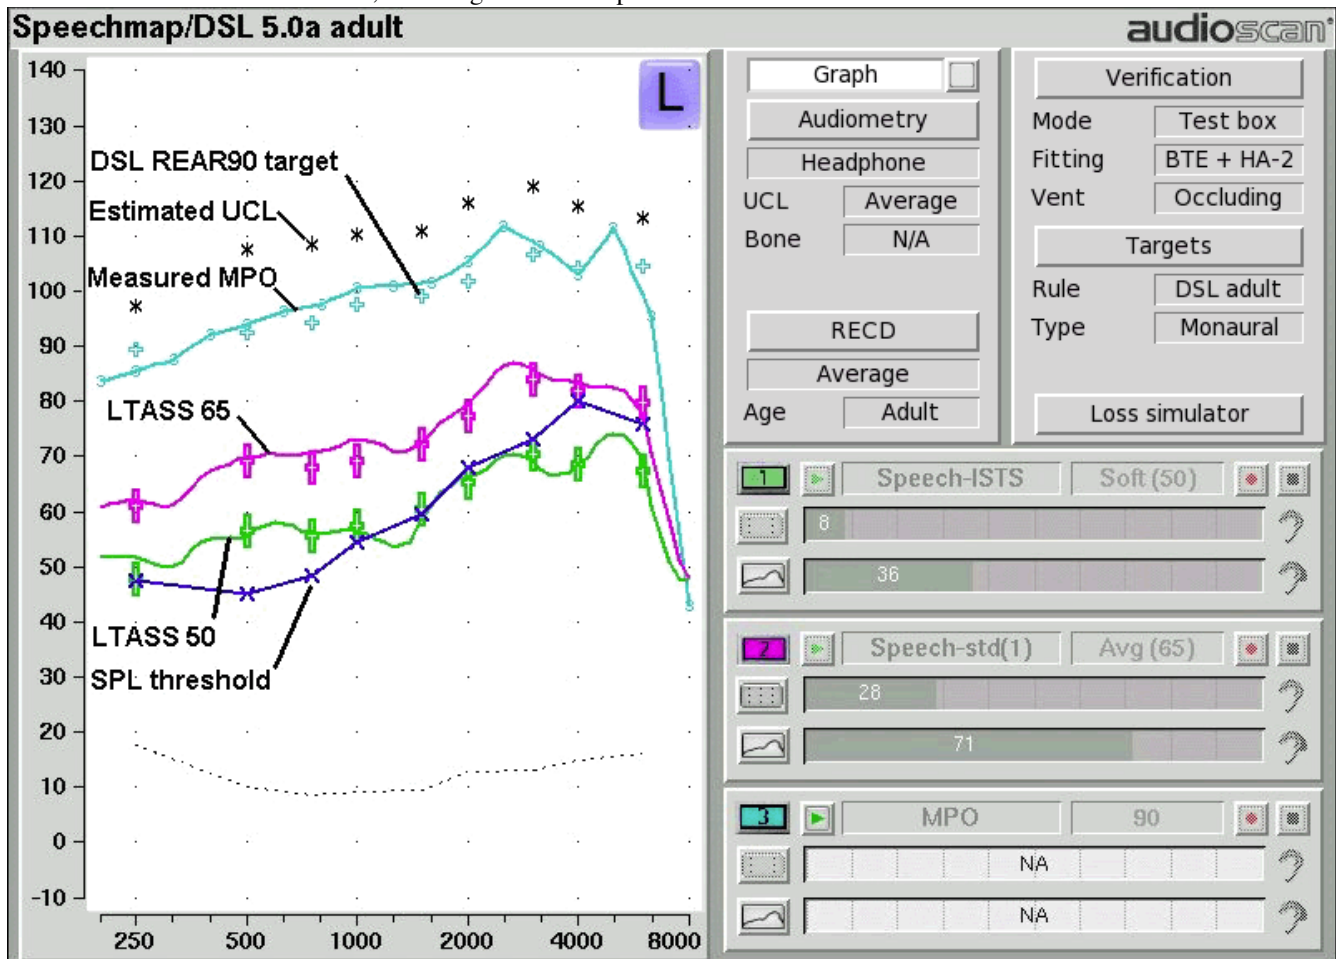 Speechmap/DSL 5.0a adult
audioscan
140
130
120
110
100
90
80
70
60
50
40
30
20
10
0
-10
250
500
1000
2000
4000
8000
L
DSL REAR90 target
Estimated UCL
Measured MPO
LTASS 65
LTASS 50
SPL threshold
Graph
Audiometry
Headphone
UCL Average
Bone N/A
RECD
Average
Age Adult
Verification
Mode Test box
Fitting BTE + HA-2
Vent Occluding
Targets
Rule DSL adult
Type Monaural
Loss simulator
1 Speech-ISTS Soft (50)
8
36
2 Speech-std(1) Avg (65)
28
71
3 MPO 90
NA
NA